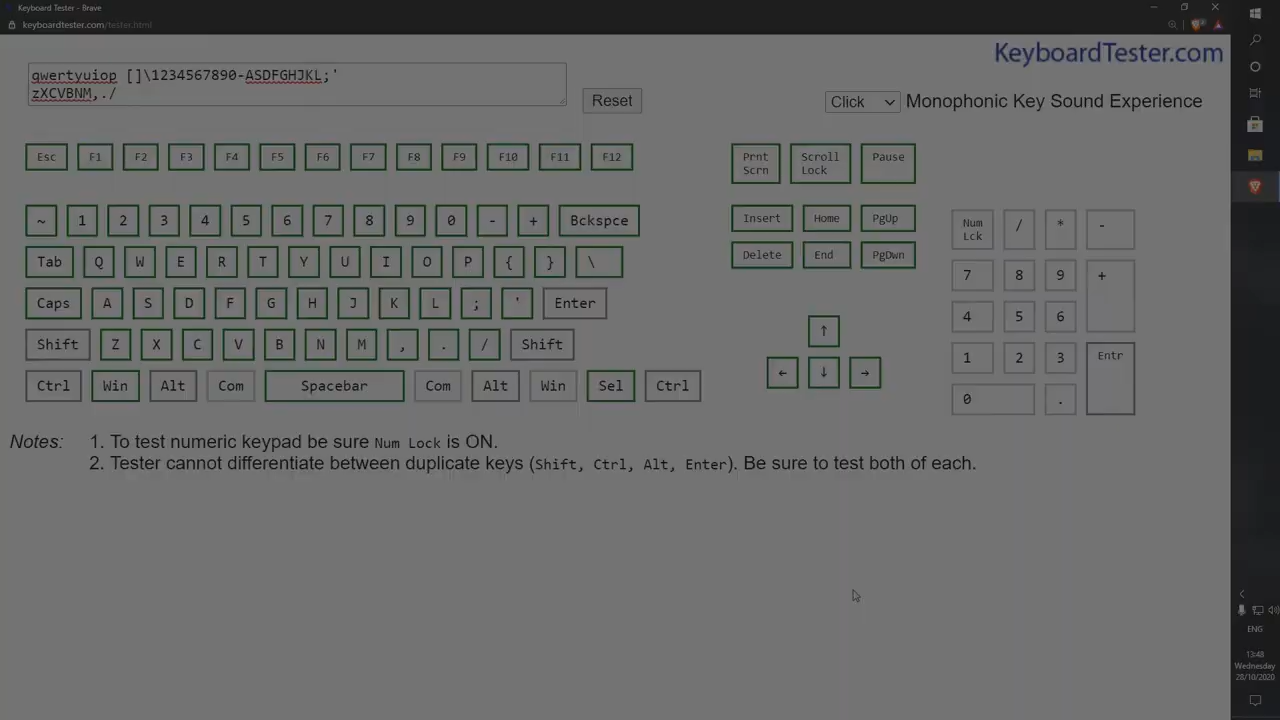 Keyboard Tester - Brave
keyboardtester.com/tester.html
KeyboardTester.com
qwertyuiop []\1234567890-ASDFGHJKL;'
zXCVBNM,./
Reset
Click
Monophonic Key Sound Experience
Esc F1 F2 F3 F4 F5 F6 F7 F8 F9 F10 F11 F12
Prnt Scrn
Scroll Lock
Pause
~ 1 2 3 4 5 6 7 8 9 0 - + Bckspce
Insert Home PgUp
Num Lck / * -
Tab Q W E R T Y U I O P { } \
Delete End PgDwn
7 8 9 +
Caps A S D F G H J K L ; ' Enter
4 5 6
Shift Z X C V B N M , . / Shift
↑
1 2 3 Entr
Ctrl Win Alt Com Spacebar Com Alt Win Sel Ctrl
← ↓ →
0 .
Notes: 1. To test numeric keypad be sure Num Lock is ON.
2. Tester cannot differentiate between duplicate keys (Shift, Ctrl, Alt, Enter). Be sure to test both of each.
ENG
13:48
Wednesday
28/10/2020